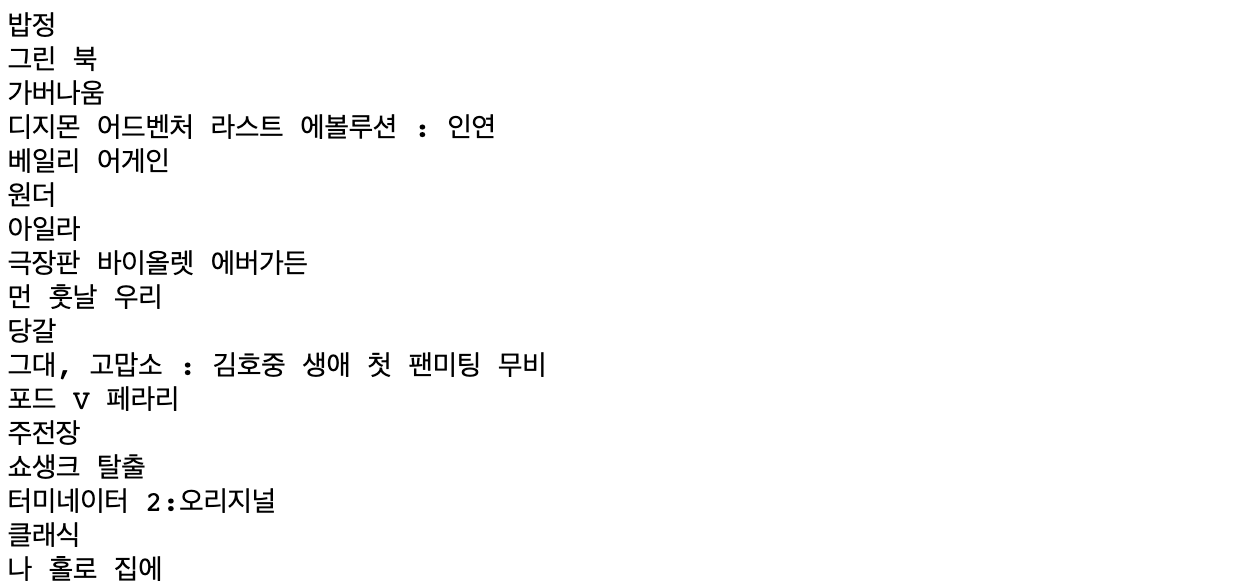 밥정
그린 북
가버나움
디지몬 어드벤처 라스트 에볼루션 : 인연
베일리 어게인
원더
아일라
극장판 바이올렛 에버가든
먼 훗날 우리
당갈
그대, 고맙소 : 김호중 생애 첫 팬미팅 무비
포드 V 페라리
주전장
쇼생크 탈출
터미네이터 2:오리지널
클래식
나 홀로 집에